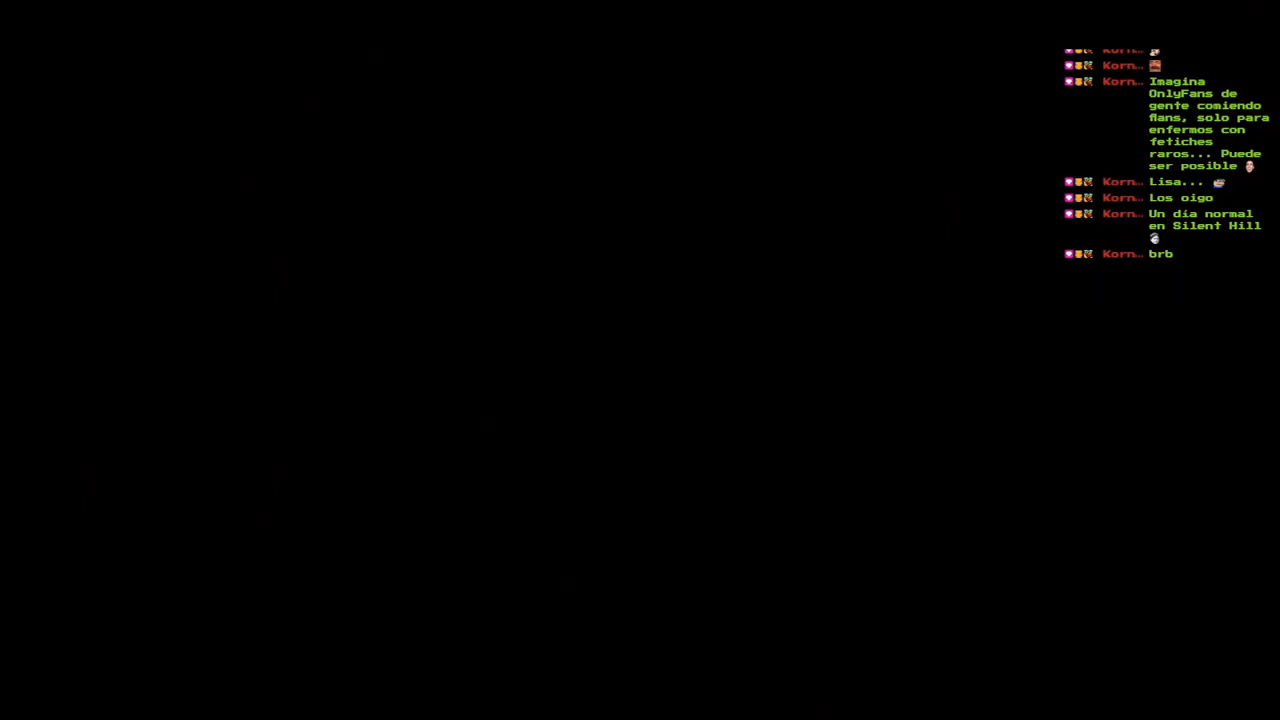 Korn…
Korn…
Korn… Imagina
OnlyFans de
gente comiendo
flans, solo para
enfermos con
fetiches
raros... Puede
ser posible
Korn… Lisa...
Korn… Los oigo
Korn… Un día normal
en Silent Hill
Korn… brb